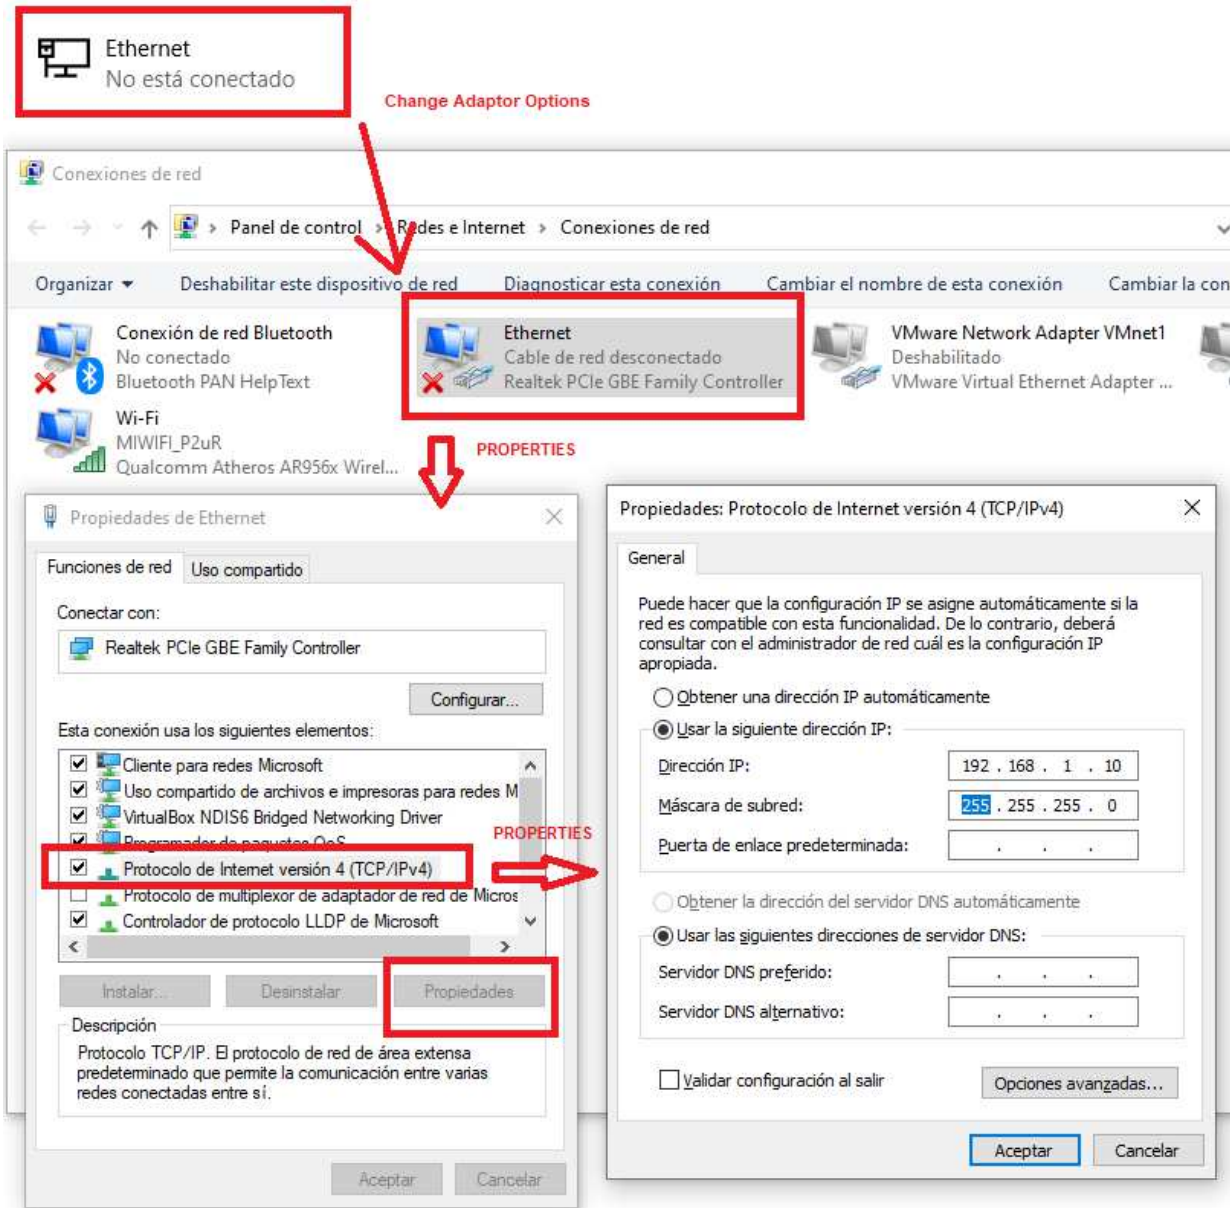 Ethernet
No está conectado
Change Adaptor Options
Conexiones de red
Panel de control > Redes e Internet > Conexiones de red
Organizar Deshabilitar este dispositivo de red Diagnosticar esta conexión Cambiar el nombre de esta conexión Cambiar la con
Conexión de red Bluetooth
No conectado
Bluetooth PAN HelpText
Ethernet
Cable de red desconectado
Realtek PCIe GBE Family Controller
VMware Network Adapter VMnet1
Deshabilitado
VMware Virtual Ethernet Adapter ...
Wi-Fi
MIWIFI_P2uR
Qualcomm Atheros AR956x Wirel...
PROPERTIES
Propiedades de Ethernet
Funciones de red Uso compartido
Conectar con:
Realtek PCIe GBE Family Controller
Configurar...
Esta conexión usa los siguientes elementos:
Cliente para redes Microsoft
Uso compartido de archivos e impresoras para redes M
VirtualBox NDIS6 Bridged Networking Driver
Programador de paquetes QoS
Protocolo de Internet versión 4 (TCP/IPv4)
Protocolo de multiplexor de adaptador de red de Micros
Controlador de protocolo LLDP de Microsoft
Instalar... Desinstalar Propiedades
Descripción
Protocolo TCP/IP. El protocolo de red de área extensa
predeterminado que permite la comunicación entre varias
redes conectadas entre sí.
Aceptar Cancelar
PROPERTIES
Propiedades: Protocolo de Internet versión 4 (TCP/IPv4)
General
Puede hacer que la configuración IP se asigne automáticamente si la
red es compatible con esta funcionalidad. De lo contrario, deberá
consultar con el administrador de red cuál es la configuración IP
apropiada.
Obtener una dirección IP automáticamente
Usar la siguiente dirección IP:
Dirección IP: 192 . 168 . 1 . 10
Máscara de subred: 255 . 255 . 255 . 0
Puerta de enlace predeterminada: . . .
Obtener la dirección del servidor DNS automáticamente
Usar las siguientes direcciones de servidor DNS:
Servidor DNS preferido: . . .
Servidor DNS alternativo: . . .
Validar configuración al salir
Opciones avanzadas...
Aceptar Cancelar